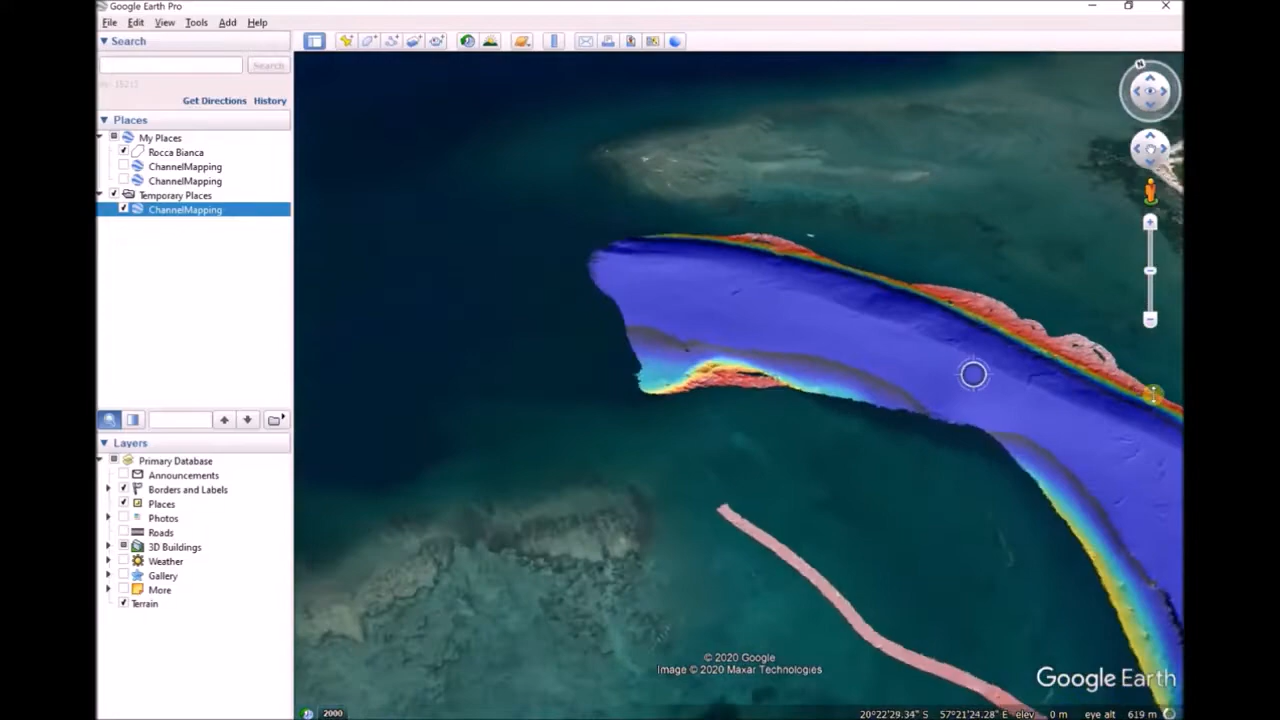 Google Earth Pro
File Edit View Tools Add Help
Search
Search
Get Directions History
Places
My Places
Rocca Bianca
ChannelMapping
ChannelMapping
Temporary Places
ChannelMapping
Layers
Primary Database
Announcements
Borders and Labels
Places
Photos
Roads
3D Buildings
Weather
Gallery
More
Terrain
N
© 2020 Google
Image © 2020 Maxar Technologies
Google Earth
2000
20°22'29.34" S 57°21'24.28" E elev 0 m eye alt 619 m